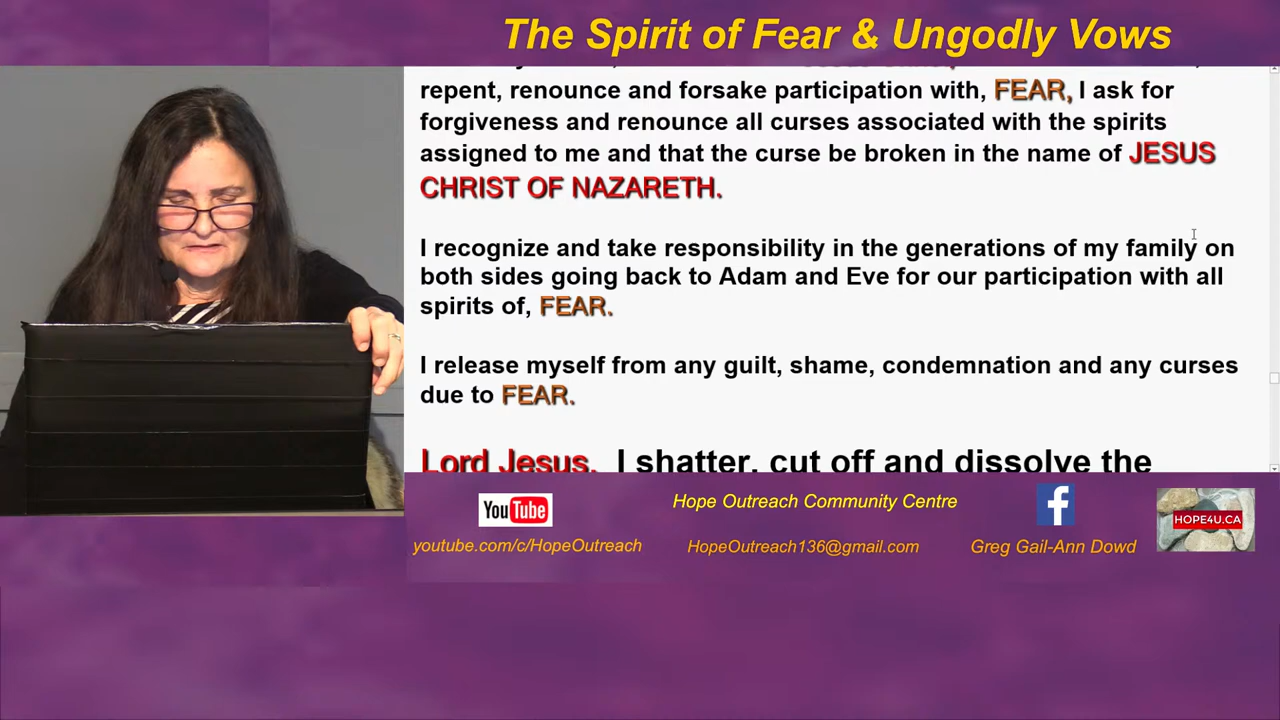 The Spirit of Fear & Ungodly Vows
repent, renounce and forsake participation with, FEAR, I ask for
forgiveness and renounce all curses associated with the spirits
assigned to me and that the curse be broken in the name of JESUS
CHRIST OF NAZARETH.
I recognize and take responsibility in the generations of my family on
both sides going back to Adam and Eve for our participation with all
spirits of, FEAR.
I release myself from any guilt, shame, condemnation and any curses
due to FEAR.
Lord Jesus, I shatter, cut off and dissolve the
YouTube
Hope Outreach Community Centre
f
HOPE4U.CA
youtube.com/c/HopeOutreach
HopeOutreach136@gmail.com
Greg Gail-Ann Dowd